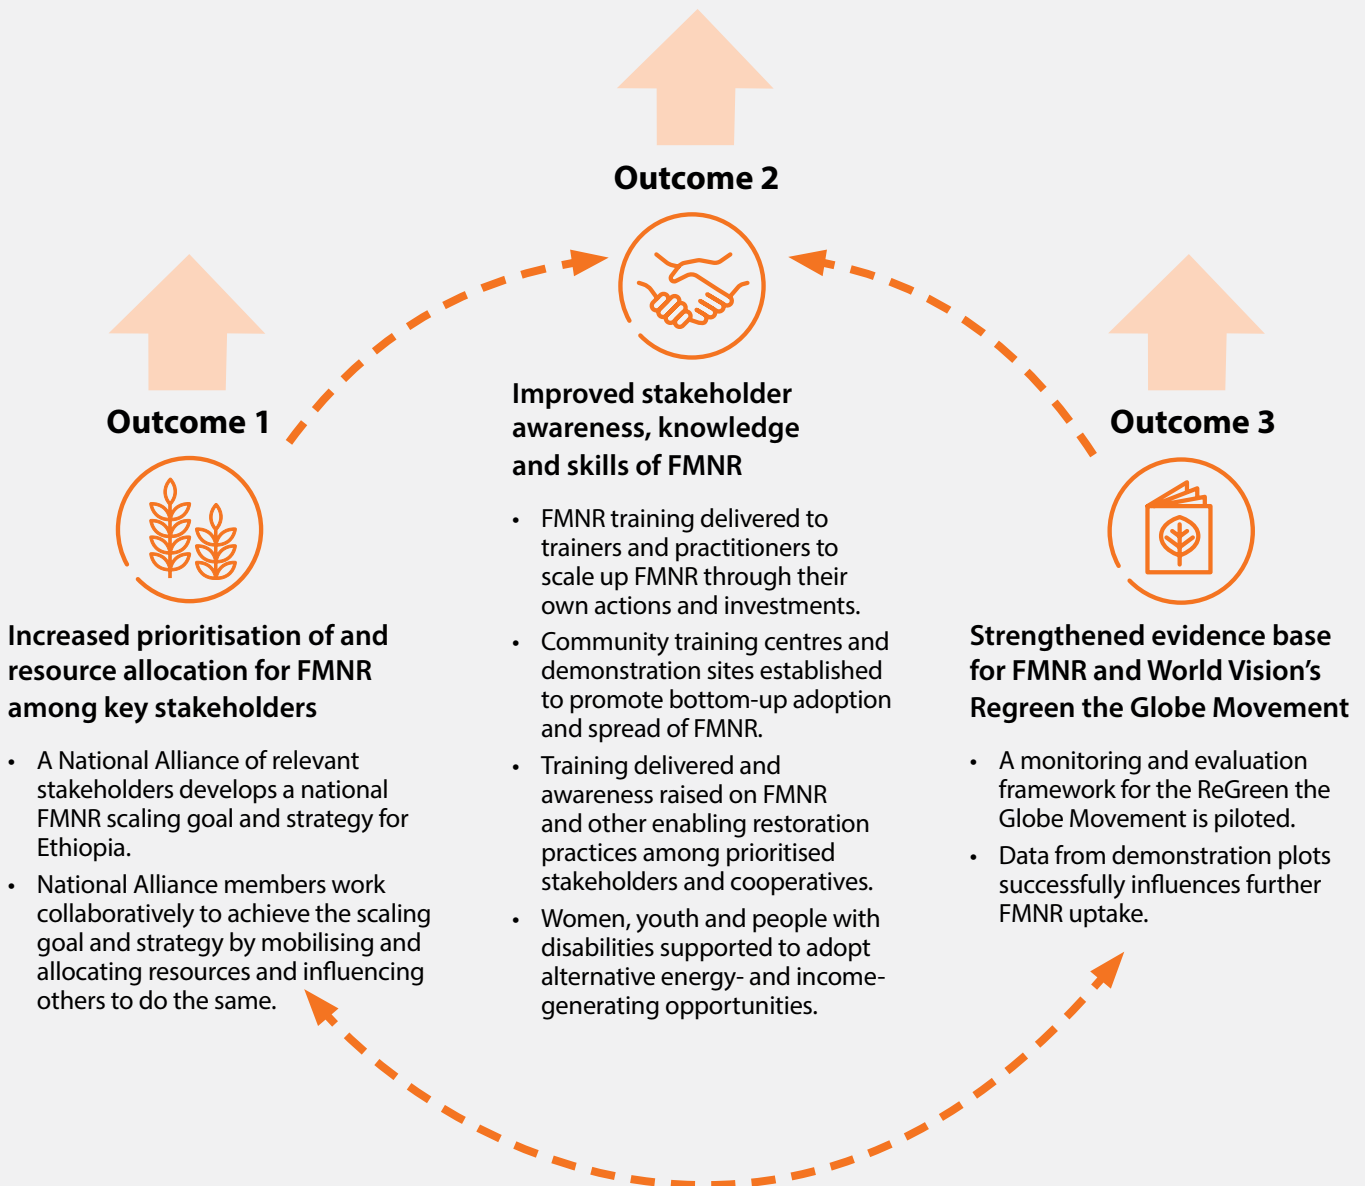 Outcome 1
Increased prioritisation of and
resource allocation for FMNR
among key stakeholders
• A National Alliance of relevant
stakeholders develops a national
FMNR scaling goal and strategy for
Ethiopia.
• National Alliance members work
collaboratively to achieve the scaling
goal and strategy by mobilising and
allocating resources and influencing
others to do the same.
Outcome 2
Improved stakeholder
awareness, knowledge
and skills of FMNR
• FMNR training delivered to
trainers and practitioners to
scale up FMNR through their
own actions and investments.
• Community training centres and
demonstration sites established
to promote bottom-up adoption
and spread of FMNR.
• Training delivered and
awareness raised on FMNR
and other enabling restoration
practices among prioritised
stakeholders and cooperatives.
• Women, youth and people with
disabilities supported to adopt
alternative energy- and income-
generating opportunities.
Outcome 3
Strengthened evidence base
for FMNR and World Vision’s
Regreen the Globe Movement
• A monitoring and evaluation
framework for the ReGreen the
Globe Movement is piloted.
• Data from demonstration plots
successfully influences further
FMNR uptake.